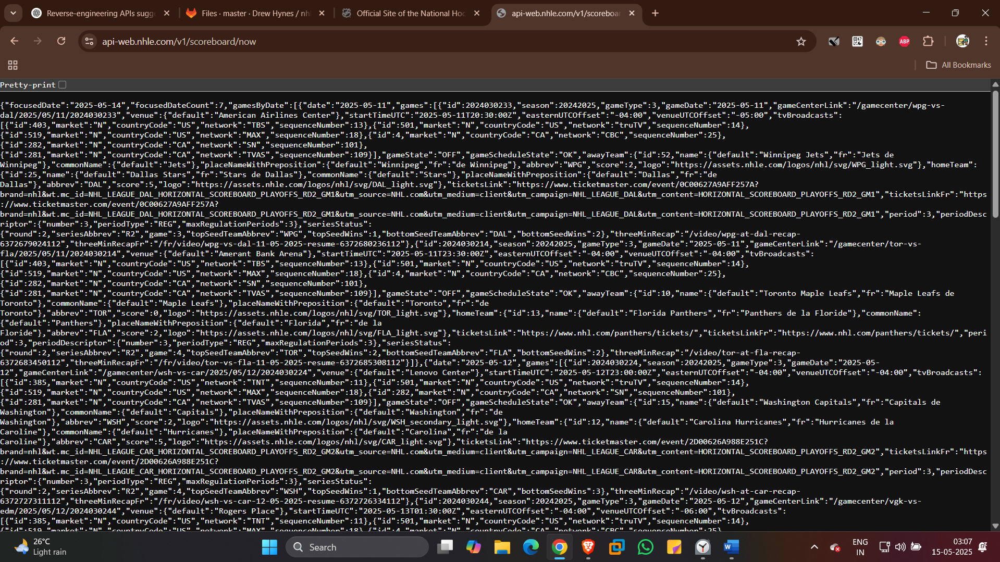 Reverse-engineering APIs sugg
Files · master · Drew Hynes / nh
Official Site of the National Hoc
api-web.nhle.com/v1/scoreboar
api-web.nhle.com/v1/scoreboard/now
ABP
All Bookmarks
Pretty-print
{"focusedDate":"2025-05-14","focusedDateCount":7,"gamesByDate":[{"date":"2025-05-11","games":[{"id":2024030233,"season":20242025,"gameType":3,"gameDate":"2025-05-11","gameCenterLink":"/gamecenter/wpg-vs-
dal/2025/05/11/2024030233","venue":{"default":"American Airlines Center"},"startTimeUTC":"2025-05-11T20:30:00Z","easternUTCOffset":"-04:00","venueUTCOffset":"-05:00","tvBroadcasts":
[{"id":403,"market":"N","countryCode":"US","network":"TBS","sequenceNumber":13},{"id":501,"market":"N","countryCode":"US","network":"truTV","sequenceNumber":14},
{"id":519,"market":"N","countryCode":"US","network":"MAX","sequenceNumber":18},{"id":4,"market":"N","countryCode":"CA","network":"CBC","sequenceNumber":25},
{"id":282,"market":"N","countryCode":"CA","network":"SN","sequenceNumber":101},
{"id":281,"market":"N","countryCode":"CA","network":"TVAS","sequenceNumber":109}],"gameState":"OFF","gameScheduleState":"OK","awayTeam":{"id":52,"name":{"default":"Winnipeg Jets","fr":"Jets de
Winnipeg"},"commonName":{"default":"Jets"},"placeNameWithPreposition":{"default":"Winnipeg","fr":"de Winnipeg"},"abbrev":"WPG","score":2,"logo":"https://assets.nhle.com/logos/nhl/svg/WPG_light.svg"},"homeTeam":
{"id":25,"name":{"default":"Dallas Stars","fr":"Stars de Dallas"},"commonName":{"default":"Stars"},"placeNameWithPreposition":{"default":"Dallas","fr":"de
Dallas"},"abbrev":"DAL","score":5,"logo":"https://assets.nhle.com/logos/nhl/svg/DAL_light.svg"},"ticketsLink":"https://www.ticketmaster.com/event/0C00627A9AFF257A?
brand=nhl&wt.mc_id=NHL_LEAGUE_DAL_HORIZONTAL_SCOREBOARD_PLAYOFFS_RD2_GM1&utm_source=NHL.com&utm_medium=client&utm_campaign=NHL_LEAGUE_DAL&utm_content=HORIZONTAL_SCOREBOARD_PLAYOFFS_RD2_GM1","ticketsLinkFr":"https
://www.ticketmaster.com/event/0C00627A9AFF257A?
brand=nhl&wt.mc_id=NHL_LEAGUE_DAL_HORIZONTAL_SCOREBOARD_PLAYOFFS_RD2_GM1&utm_source=NHL.com&utm_medium=client&utm_campaign=NHL_LEAGUE_DAL&utm_content=HORIZONTAL_SCOREBOARD_PLAYOFFS_RD2_GM1","period":3,"periodDesc
riptor":{"number":3,"periodType":"REG","maxRegulationPeriods":3},"seriesStatus":
{"round":2,"seriesAbbrev":"R2","game":3,"topSeedTeamAbbrev":"WPG","topSeedWins":1,"bottomSeedTeamAbbrev":"DAL","bottomSeedWins":2},"threeMinRecap":"/video/wpg-at-dal-recap-
6372679024112","threeMinRecapFr":"/fr/video/wpg-vs-dal-11-05-2025-resume-6372680236112"},{"id":2024030214,"season":20242025,"gameType":3,"gameDate":"2025-05-11","gameCenterLink":"/gamecenter/tor-vs-
fla/2025/05/11/2024030214","venue":{"default":"Amerant Bank Arena"},"startTimeUTC":"2025-05-11T23:30:00Z","easternUTCOffset":"-04:00","venueUTCOffset":"-04:00","tvBroadcasts":
[{"id":403,"market":"N","countryCode":"US","network":"TBS","sequenceNumber":13},{"id":501,"market":"N","countryCode":"US","network":"truTV","sequenceNumber":14},
{"id":519,"market":"N","countryCode":"US","network":"MAX","sequenceNumber":18},{"id":4,"market":"N","countryCode":"CA","network":"CBC","sequenceNumber":25},
{"id":282,"market":"N","countryCode":"CA","network":"SN","sequenceNumber":101},
{"id":281,"market":"N","countryCode":"CA","network":"TVAS","sequenceNumber":109}],"gameState":"OFF","gameScheduleState":"OK","awayTeam":{"id":10,"name":{"default":"Toronto Maple Leafs","fr":"Maple Leafs de
Toronto"},"commonName":{"default":"Maple Leafs"},"placeNameWithPreposition":{"default":"Toronto","fr":"de
Toronto"},"abbrev":"TOR","score":0,"logo":"https://assets.nhle.com/logos/nhl/svg/TOR_light.svg"},"homeTeam":{"id":13,"name":{"default":"Florida Panthers","fr":"Panthers de la Floride"},"commonName":
{"default":"Panthers"},"placeNameWithPreposition":{"default":"Florida","fr":"de la
Floride"},"abbrev":"FLA","score":2,"logo":"https://assets.nhle.com/logos/nhl/svg/FLA_light.svg"},"ticketsLink":"https://www.nhl.com/panthers/tickets/","ticketsLinkFr":"https://www.nhl.com/panthers/tickets/","peri
od":3,"periodDescriptor":{"number":3,"periodType":"REG","maxRegulationPeriods":3},"seriesStatus":
{"round":2,"seriesAbbrev":"R2","game":4,"topSeedTeamAbbrev":"TOR","topSeedWins":2,"bottomSeedTeamAbbrev":"FLA","bottomSeedWins":2},"threeMinRecap":"/video/tor-at-fla-recap-
6372683450112","threeMinRecapFr":"/fr/video/tor-vs-fla-11-05-2025-resume-6372685308112"}]},{"date":"2025-05-12","games":[{"id":2024030224,"season":20242025,"gameType":3,"gameDate":"2025-05-
12","gameCenterLink":"/gamecenter/wsh-vs-car/2025/05/12/2024030224","venue":{"default":"Lenovo Center"},"startTimeUTC":"2025-05-12T23:00:00Z","easternUTCOffset":"-04:00","venueUTCOffset":"-04:00","tvBroadcasts":
[{"id":385,"market":"N","countryCode":"US","network":"TNT","sequenceNumber":11},{"id":501,"market":"N","countryCode":"US","network":"truTV","sequenceNumber":14},
{"id":519,"market":"N","countryCode":"US","network":"MAX","sequenceNumber":18},{"id":282,"market":"N","countryCode":"CA","network":"SN","sequenceNumber":101},
{"id":281,"market":"N","countryCode":"CA","network":"TVAS","sequenceNumber":109}],"gameState":"OFF","gameScheduleState":"OK","awayTeam":{"id":15,"name":{"default":"Washington Capitals","fr":"Capitals de
Washington"},"commonName":{"default":"Capitals"},"placeNameWithPreposition":{"default":"Washington","fr":"de
Washington"},"abbrev":"WSH","score":2,"logo":"https://assets.nhle.com/logos/nhl/svg/WSH_secondary_light.svg"},"homeTeam":{"id":12,"name":{"default":"Carolina Hurricanes","fr":"Hurricanes de la
Caroline"},"commonName":{"default":"Hurricanes"},"placeNameWithPreposition":{"default":"Carolina","fr":"de la
Caroline"},"abbrev":"CAR","score":5,"logo":"https://assets.nhle.com/logos/nhl/svg/CAR_light.svg"},"ticketsLink":"https://www.ticketmaster.com/event/2D00626A988E251C?
brand=nhl&wt.mc_id=NHL_LEAGUE_CAR_HORIZONTAL_SCOREBOARD_PLAYOFFS_RD2_GM2&utm_source=NHL.com&utm_medium=client&utm_campaign=NHL_LEAGUE_CAR&utm_content=HORIZONTAL_SCOREBOARD_PLAYOFFS_RD2_GM2","ticketsLinkFr":"https
://www.ticketmaster.com/event/2D00626A988E251C?
brand=nhl&wt.mc_id=NHL_LEAGUE_CAR_HORIZONTAL_SCOREBOARD_PLAYOFFS_RD2_GM2&utm_source=NHL.com&utm_medium=client&utm_campaign=NHL_LEAGUE_CAR&utm_content=HORIZONTAL_SCOREBOARD_PLAYOFFS_RD2_GM2","period":3,"periodDesc
riptor":{"number":3,"periodType":"REG","maxRegulationPeriods":3},"seriesStatus":
{"round":2,"seriesAbbrev":"R2","game":4,"topSeedTeamAbbrev":"WSH","topSeedWins":1,"bottomSeedTeamAbbrev":"CAR","bottomSeedWins":3},"threeMinRecap":"/video/wsh-at-car-recap-
6372727311112","threeMinRecapFr":"/fr/video/wsh-vs-car-12-05-2025-resume-6372726334112"},{"id":2024030244,"season":20242025,"gameType":3,"gameDate":"2025-05-12","gameCenterLink":"/gamecenter/vgk-vs-
edm/2025/05/12/2024030244","venue":{"default":"Rogers Place"},"startTimeUTC":"2025-05-13T01:30:00Z","easternUTCOffset":"-04:00","venueUTCOffset":"-06:00","tvBroadcasts":
[{"id":385,"market":"N","countryCode":"US","network":"TNT","sequenceNumber":11},{"id":501,"market":"N","countryCode":"US","network":"truTV","sequenceNumber":14},
{"id":519,"market":"N","countryCode":"US","network":"MAX","sequenceNumber":18},{"id":4,"market":"N","countryCode":"CA","network":"CBC","sequenceNumber":25},
26°C
Light rain
Search
ENG
IN
03:07
15-05-2025